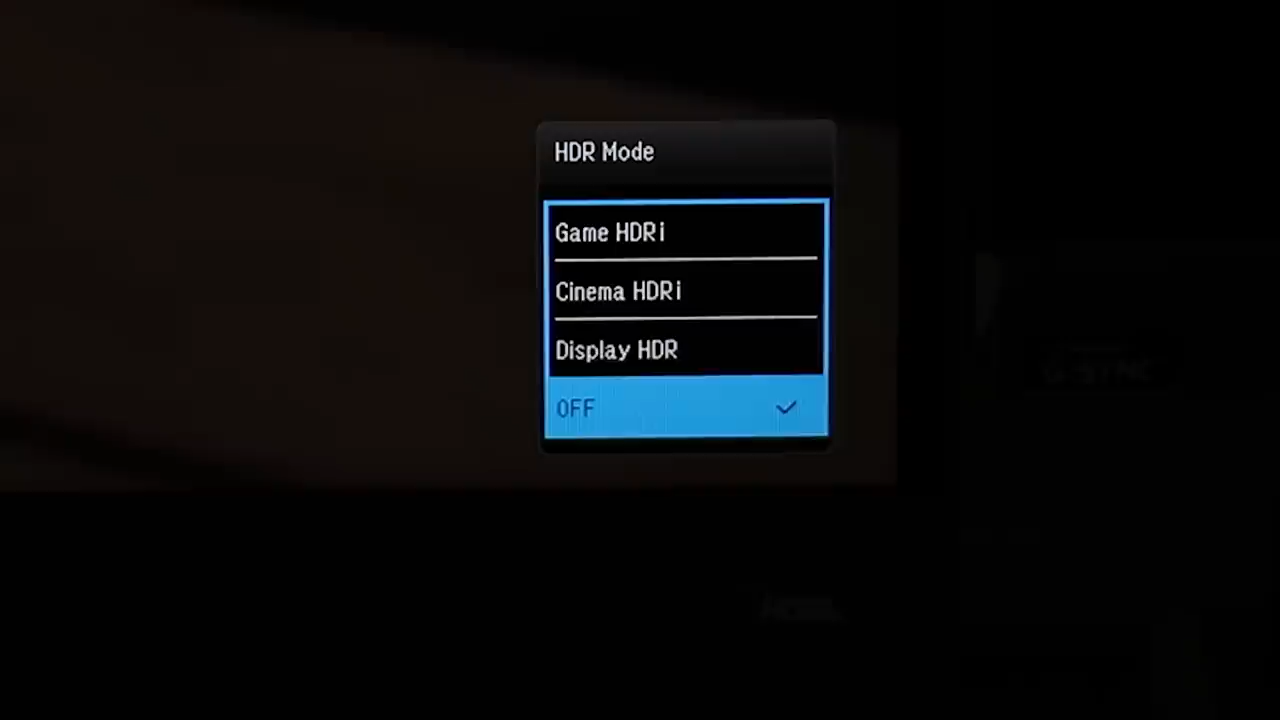 HDR Mode
Game HDRi
Cinema HDRi
Display HDR
OFF